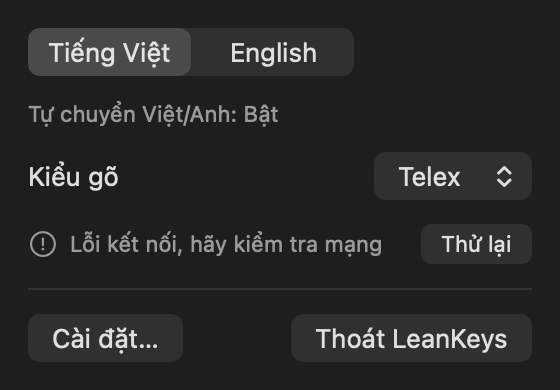 Tiếng Việt English
Tự chuyển Việt/Anh: Bật
Kiểu gõ Telex
Lỗi kết nối, hãy kiểm tra mạng Thử lại
Cài đặt... Thoát LeanKeys